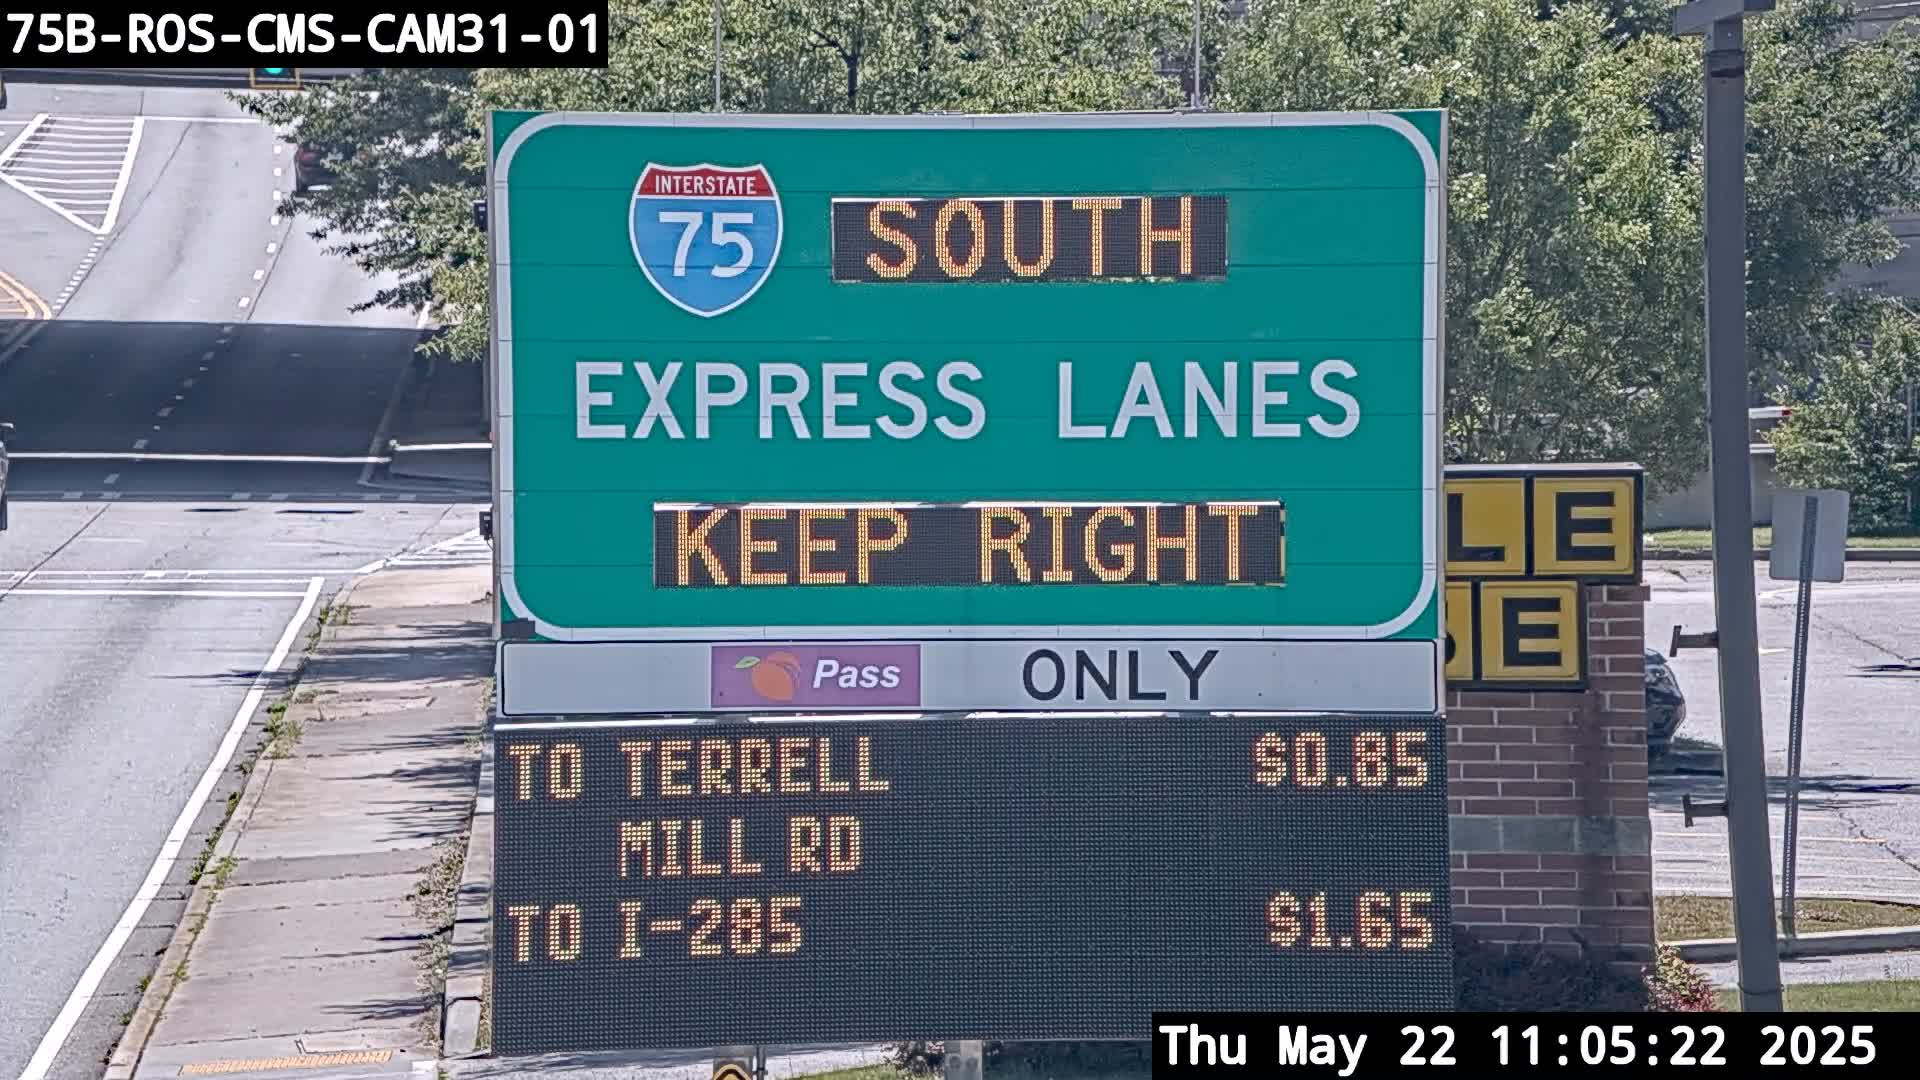 75B-ROS-CMS-CAM31-01
INTERSTATE
75
SOUTH
EXPRESS LANES
KEEP RIGHT
Pass ONLY
TO TERRELL $0.85
MILL RD
TO I-285 $1.65
LE
E
Thu May 22 11:05:22 2025